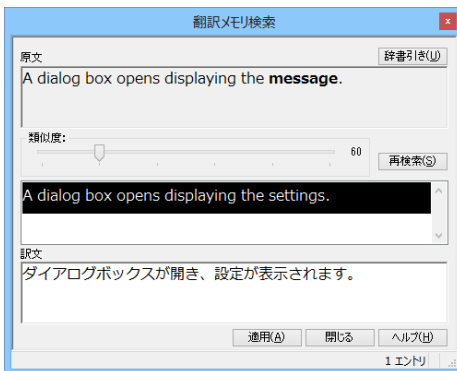 翻訳メモリ検索
x
原文
辞書引き(U)
A dialog box opens displaying the message.
類似度:
60
再検索(S)
A dialog box opens displaying the settings.
訳文
ダイアログボックスが開き、設定が表示されます。
適用(A) 閉じる ヘルプ(H)
1 エントリ